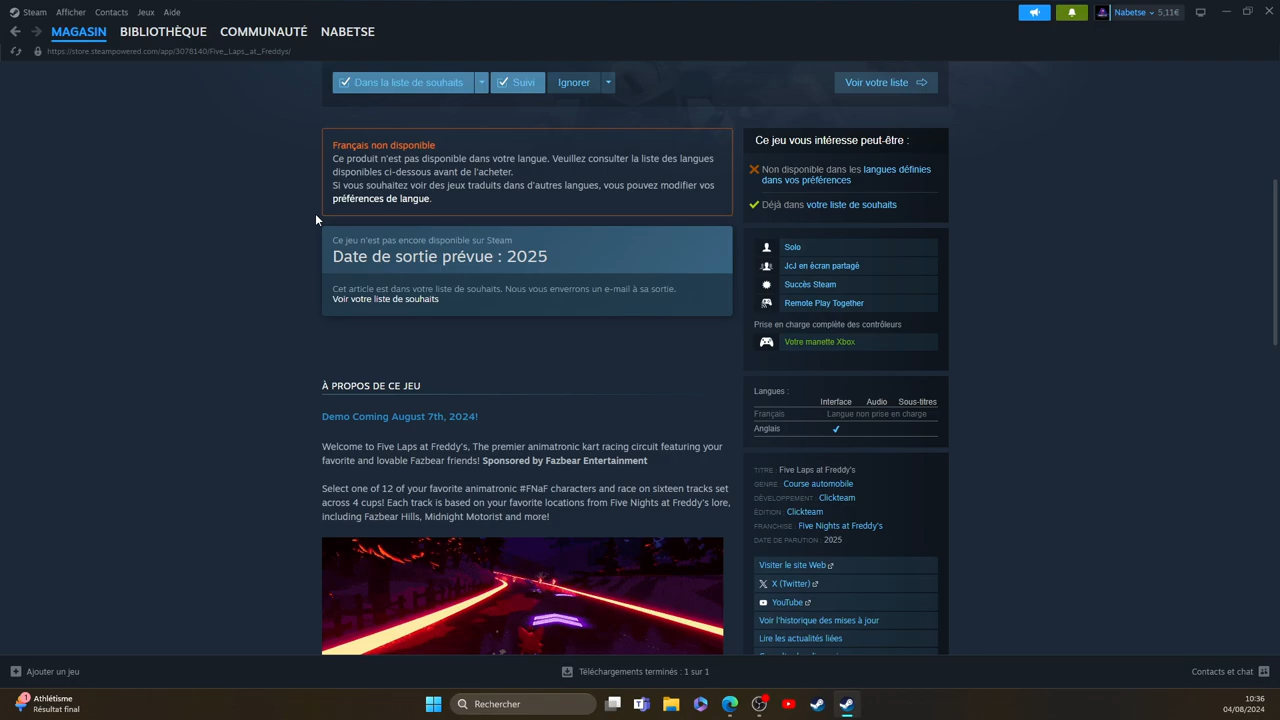 Steam Afficher Contacts Jeux Aide
Nabetse 5,11€
MAGASIN BIBLIOTHÈQUE COMMUNAUTÉ NABETSE
https://store.steampowered.com/app/3078140/Five_Laps_at_Freddys/
Dans la liste de souhaits Suivi Ignorer Voir votre liste
Français non disponible
Ce produit n'est pas disponible dans votre langue. Veuillez consulter la liste des langues
disponibles ci-dessous avant de l'acheter.
Si vous souhaitez voir des jeux traduits dans d'autres langues, vous pouvez modifier vos
préférences de langue.
Ce jeu n'est pas encore disponible sur Steam
Date de sortie prévue : 2025
Cet article est dans votre liste de souhaits. Nous vous enverrons un e-mail à sa sortie.
Voir votre liste de souhaits
À PROPOS DE CE JEU
Demo Coming August 7th, 2024!
Welcome to Five Laps at Freddy's, The premier animatronic kart racing circuit featuring your
favorite and lovable Fazbear friends! Sponsored by Fazbear Entertainment
Select one of 12 of your favorite animatronic #FNaF characters and race on sixteen tracks set
across 4 cups! Each track is based on your favorite locations from Five Nights at Freddy's lore,
including Fazbear Hills, Midnight Motorist and more!
Ce jeu vous intéresse peut-être :
Non disponible dans les langues définies
dans vos préférences
Déjà dans votre liste de souhaits
Solo
JcJ en écran partagé
Succès Steam
Remote Play Together
Prise en charge complète des contrôleurs
Votre manette Xbox
Langues :
Interface Audio Sous-titres
Français Langue non prise en charge
Anglais
TITRE : Five Laps at Freddy's
GENRE : Course automobile
DÉVELOPPEMENT : Clickteam
ÉDITION : Clickteam
FRANCHISE : Five Nights at Freddy's
DATE DE PARUTION : 2025
Visiter le site Web
X (Twitter)
YouTube
Voir l'historique des mises à jour
Lire les actualités liées
Ajouter un jeu
Téléchargements terminés : 1 sur 1
Contacts et chat
1
Athlétisme
Résultat final
Rechercher
10:36
04/08/2024